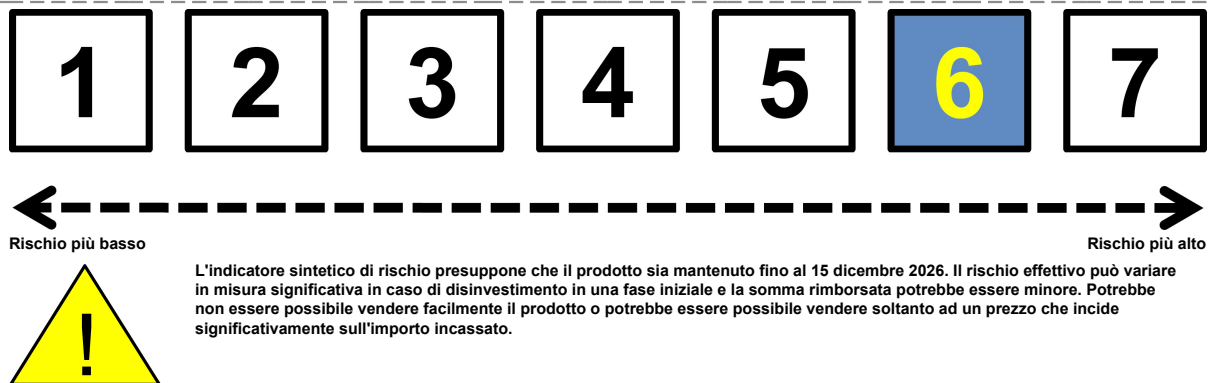 1 2 3 4 5 6 7
Rischio più basso Rischio più alto
L'indicatore sintetico di rischio presuppone che il prodotto sia mantenuto fino al 15 dicembre 2026. Il rischio effettivo può variare
in misura significativa in caso di disinvestimento in una fase iniziale e la somma rimborsata potrebbe essere minore. Potrebbe
non essere possibile vendere facilmente il prodotto o potrebbe essere possibile vendere soltanto ad un prezzo che incide
significativamente sull'importo incassato.
!